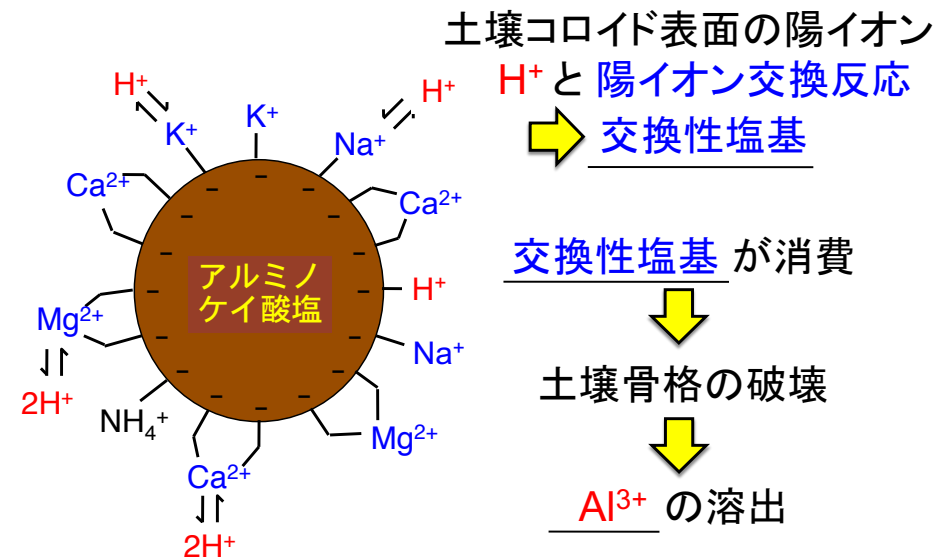 土壌コロイド表面の陽イオン
H⁺ と 陽イオン交換反応
交換性塩基
交換性塩基 が消費
土壌骨格の破壊
Al³⁺ の溶出
H⁺
K⁺
K⁺
Na⁺
H⁺
Ca²⁺
Ca²⁺
アルミノ
ケイ酸塩
H⁺
Mg²⁺
Na⁺
2H⁺
NH₄⁺
Mg²⁺
Ca²⁺
2H⁺